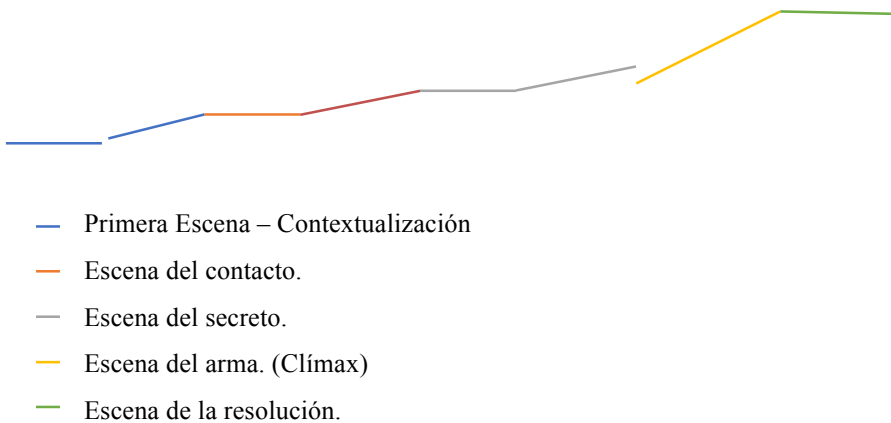 Primera Escena – Contextualización
Escena del contacto.
Escena del secreto.
Escena del arma. (Clímax)
Escena de la resolución.